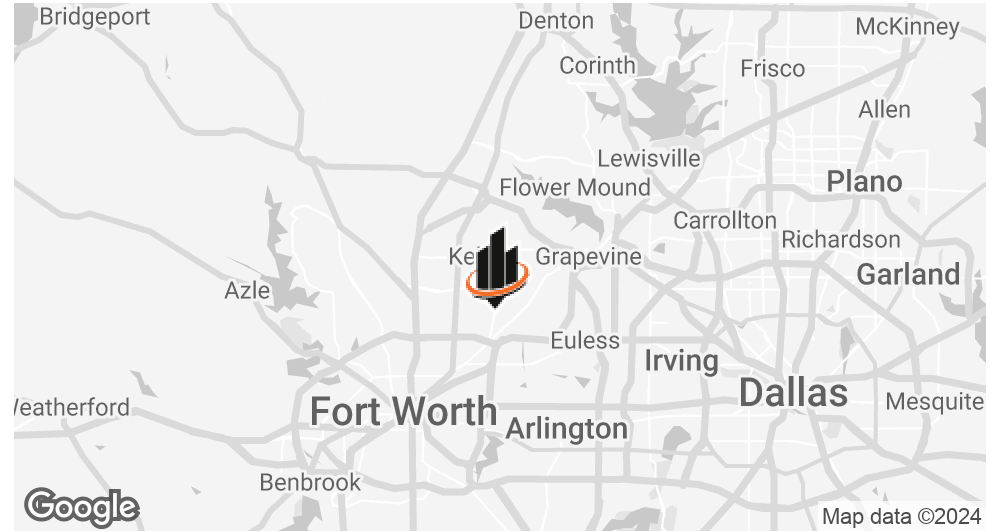 Bridgeport
Denton
McKinney
Corinth
Frisco
Allen
Lewisville
Flower Mound
Plano
Carrollton
Richardson
Grapevine
Garland
Azle
Euless
Irving
Dallas
Mesquite
Fort Worth
Arlington
Benbrook
Google
Map data ©2024